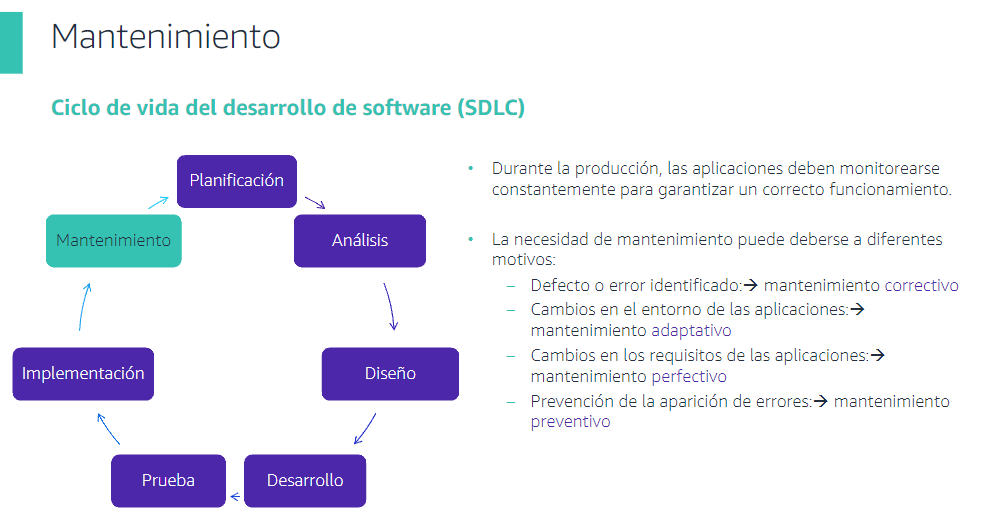 Mantenimiento
Ciclo de vida del desarrollo de software (SDLC)
Planificación
Análisis
Diseño
Desarrollo
Prueba
Implementación
Mantenimiento
• Durante la producción, las aplicaciones deben monitorearse
constantemente para garantizar un correcto funcionamiento.
• La necesidad de mantenimiento puede deberse a diferentes
motivos:
– Defecto o error identificado:→ mantenimiento correctivo
– Cambios en el entorno de las aplicaciones:→
mantenimiento adaptativo
– Cambios en los requisitos de las aplicaciones:→
mantenimiento perfectivo
– Prevención de la aparición de errores:→ mantenimiento
preventivo